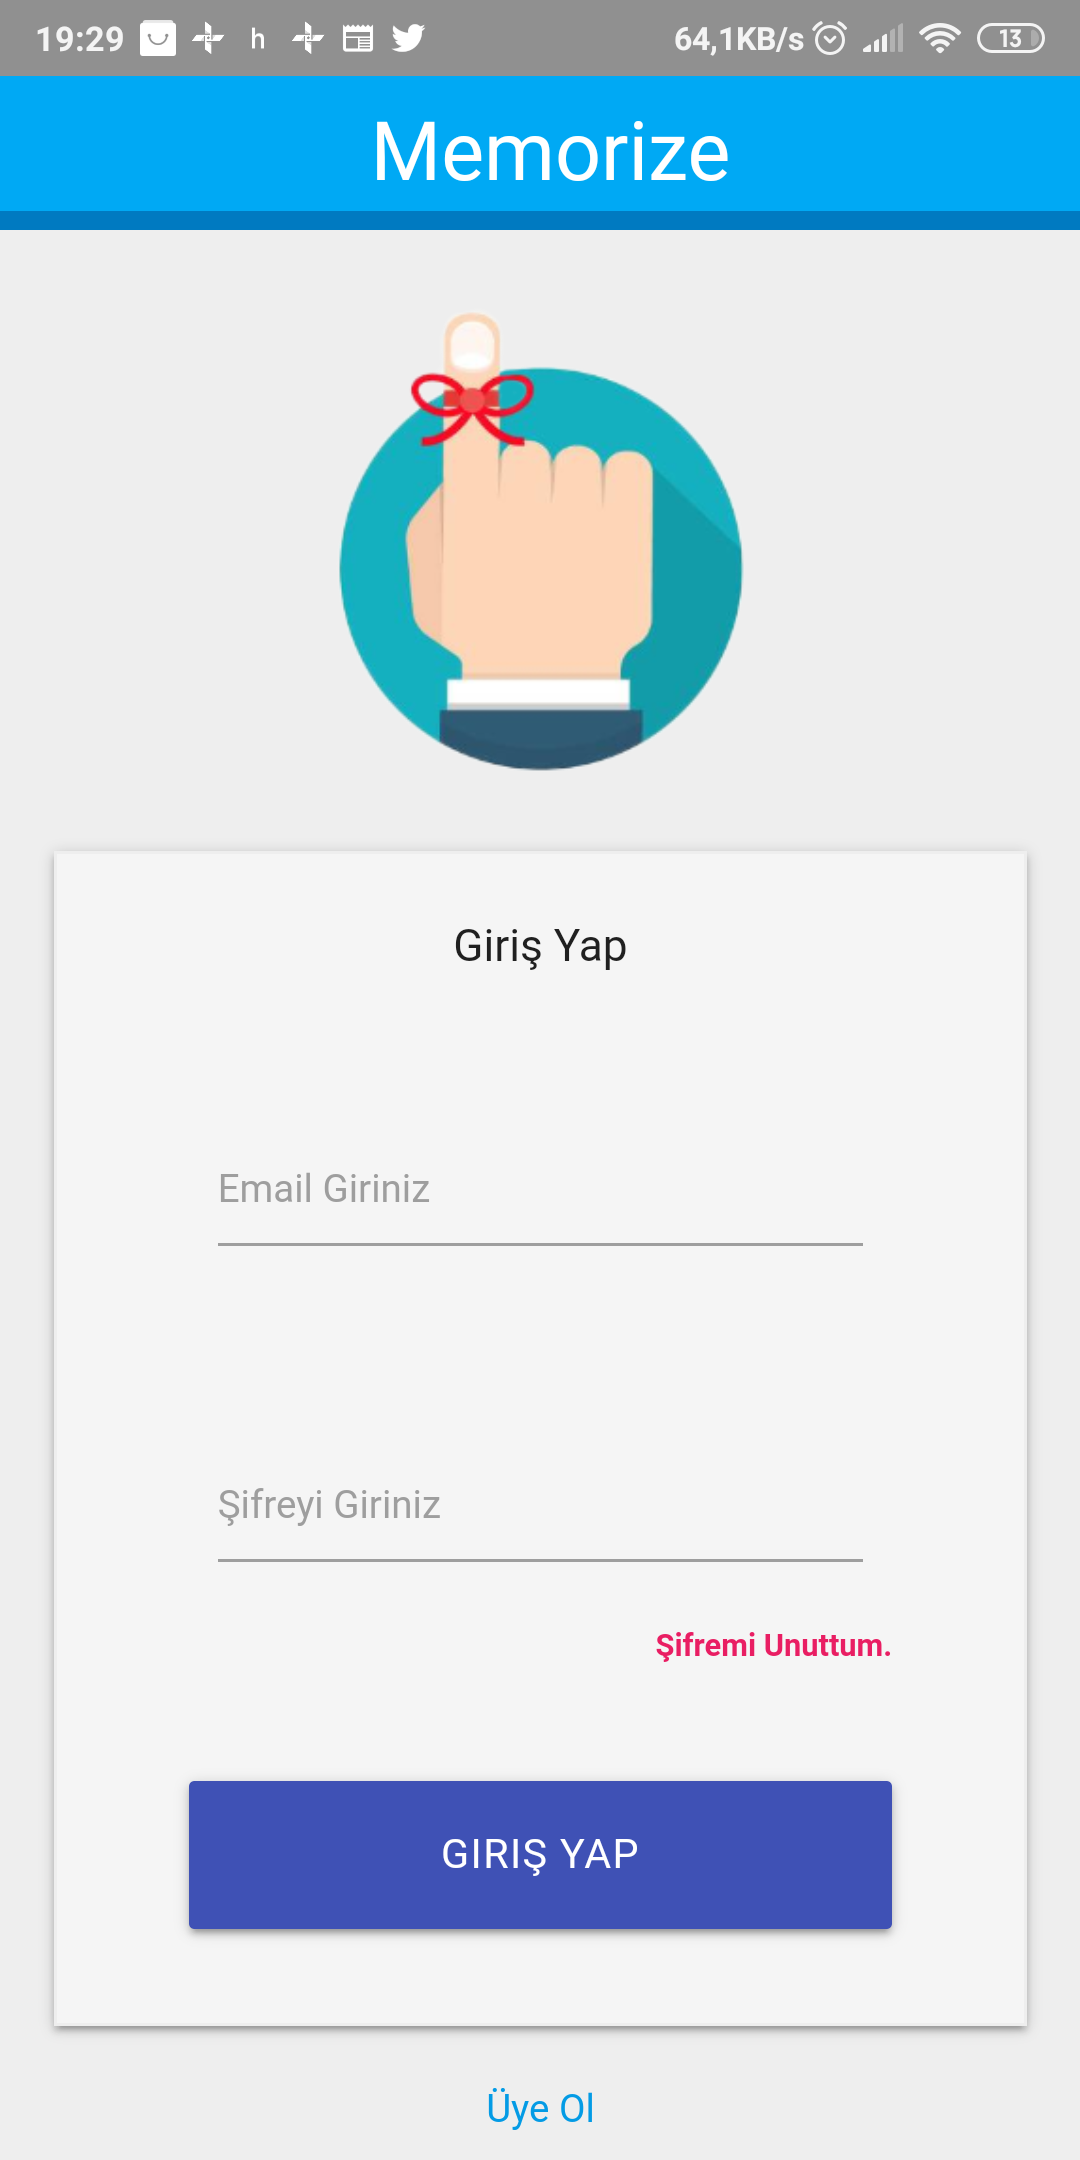 19:29 h 64,1KB/s 13
Memorize
Giriş Yap
Email Giriniz
Şifreyi Giriniz
Şifremi Unuttum.
GIRIŞ YAP
Üye Ol